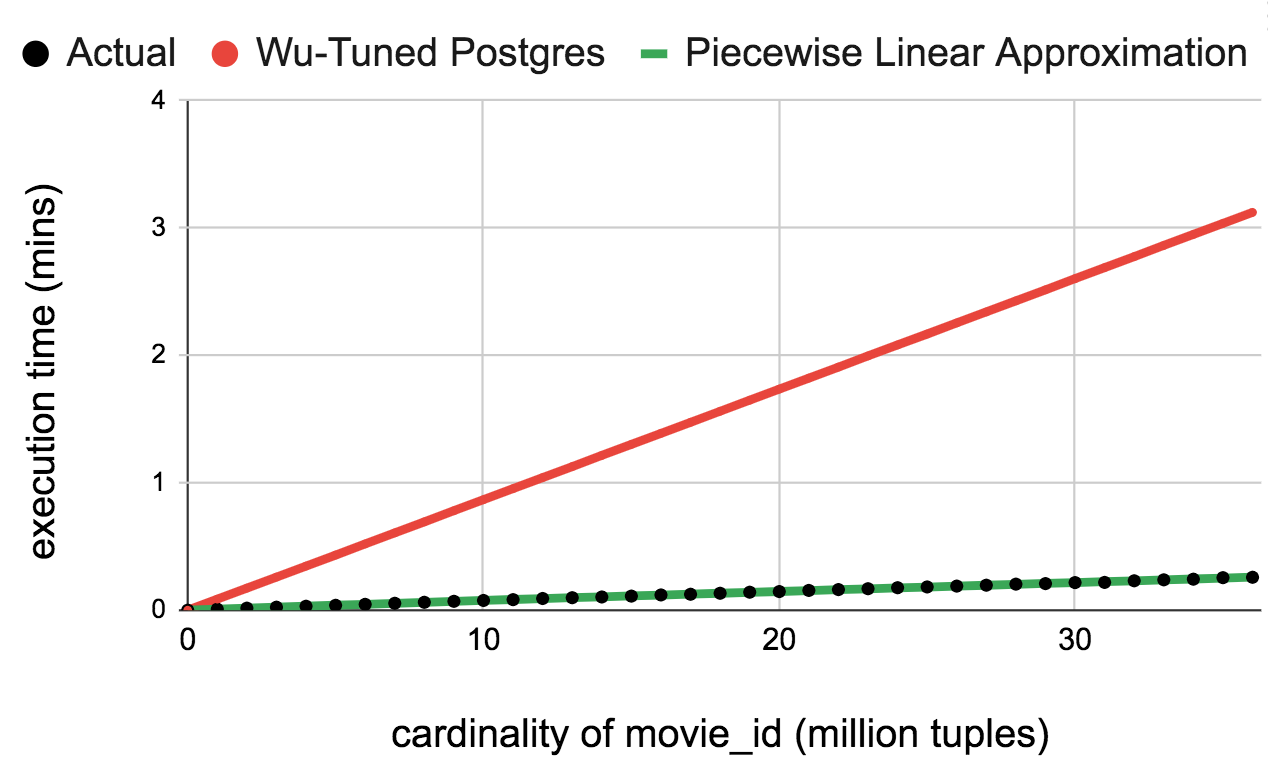 Actual Wu-Tuned Postgres Piecewise Linear Approximation
4
3
2
1
0
execution time (mins)
0 10 20 30
cardinality of movie_id (million tuples)